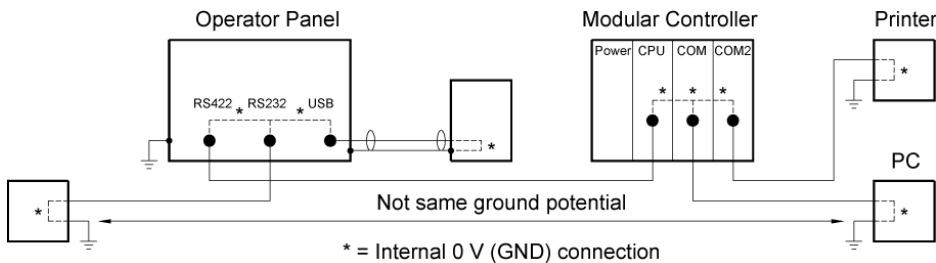 Operator Panel
Modular Controller
Printer
Power CPU COM COM2
RS422 * RS232 * USB
* * *
*
*
PC
*
*
Not same ground potential
* = Internal 0 V (GND) connection